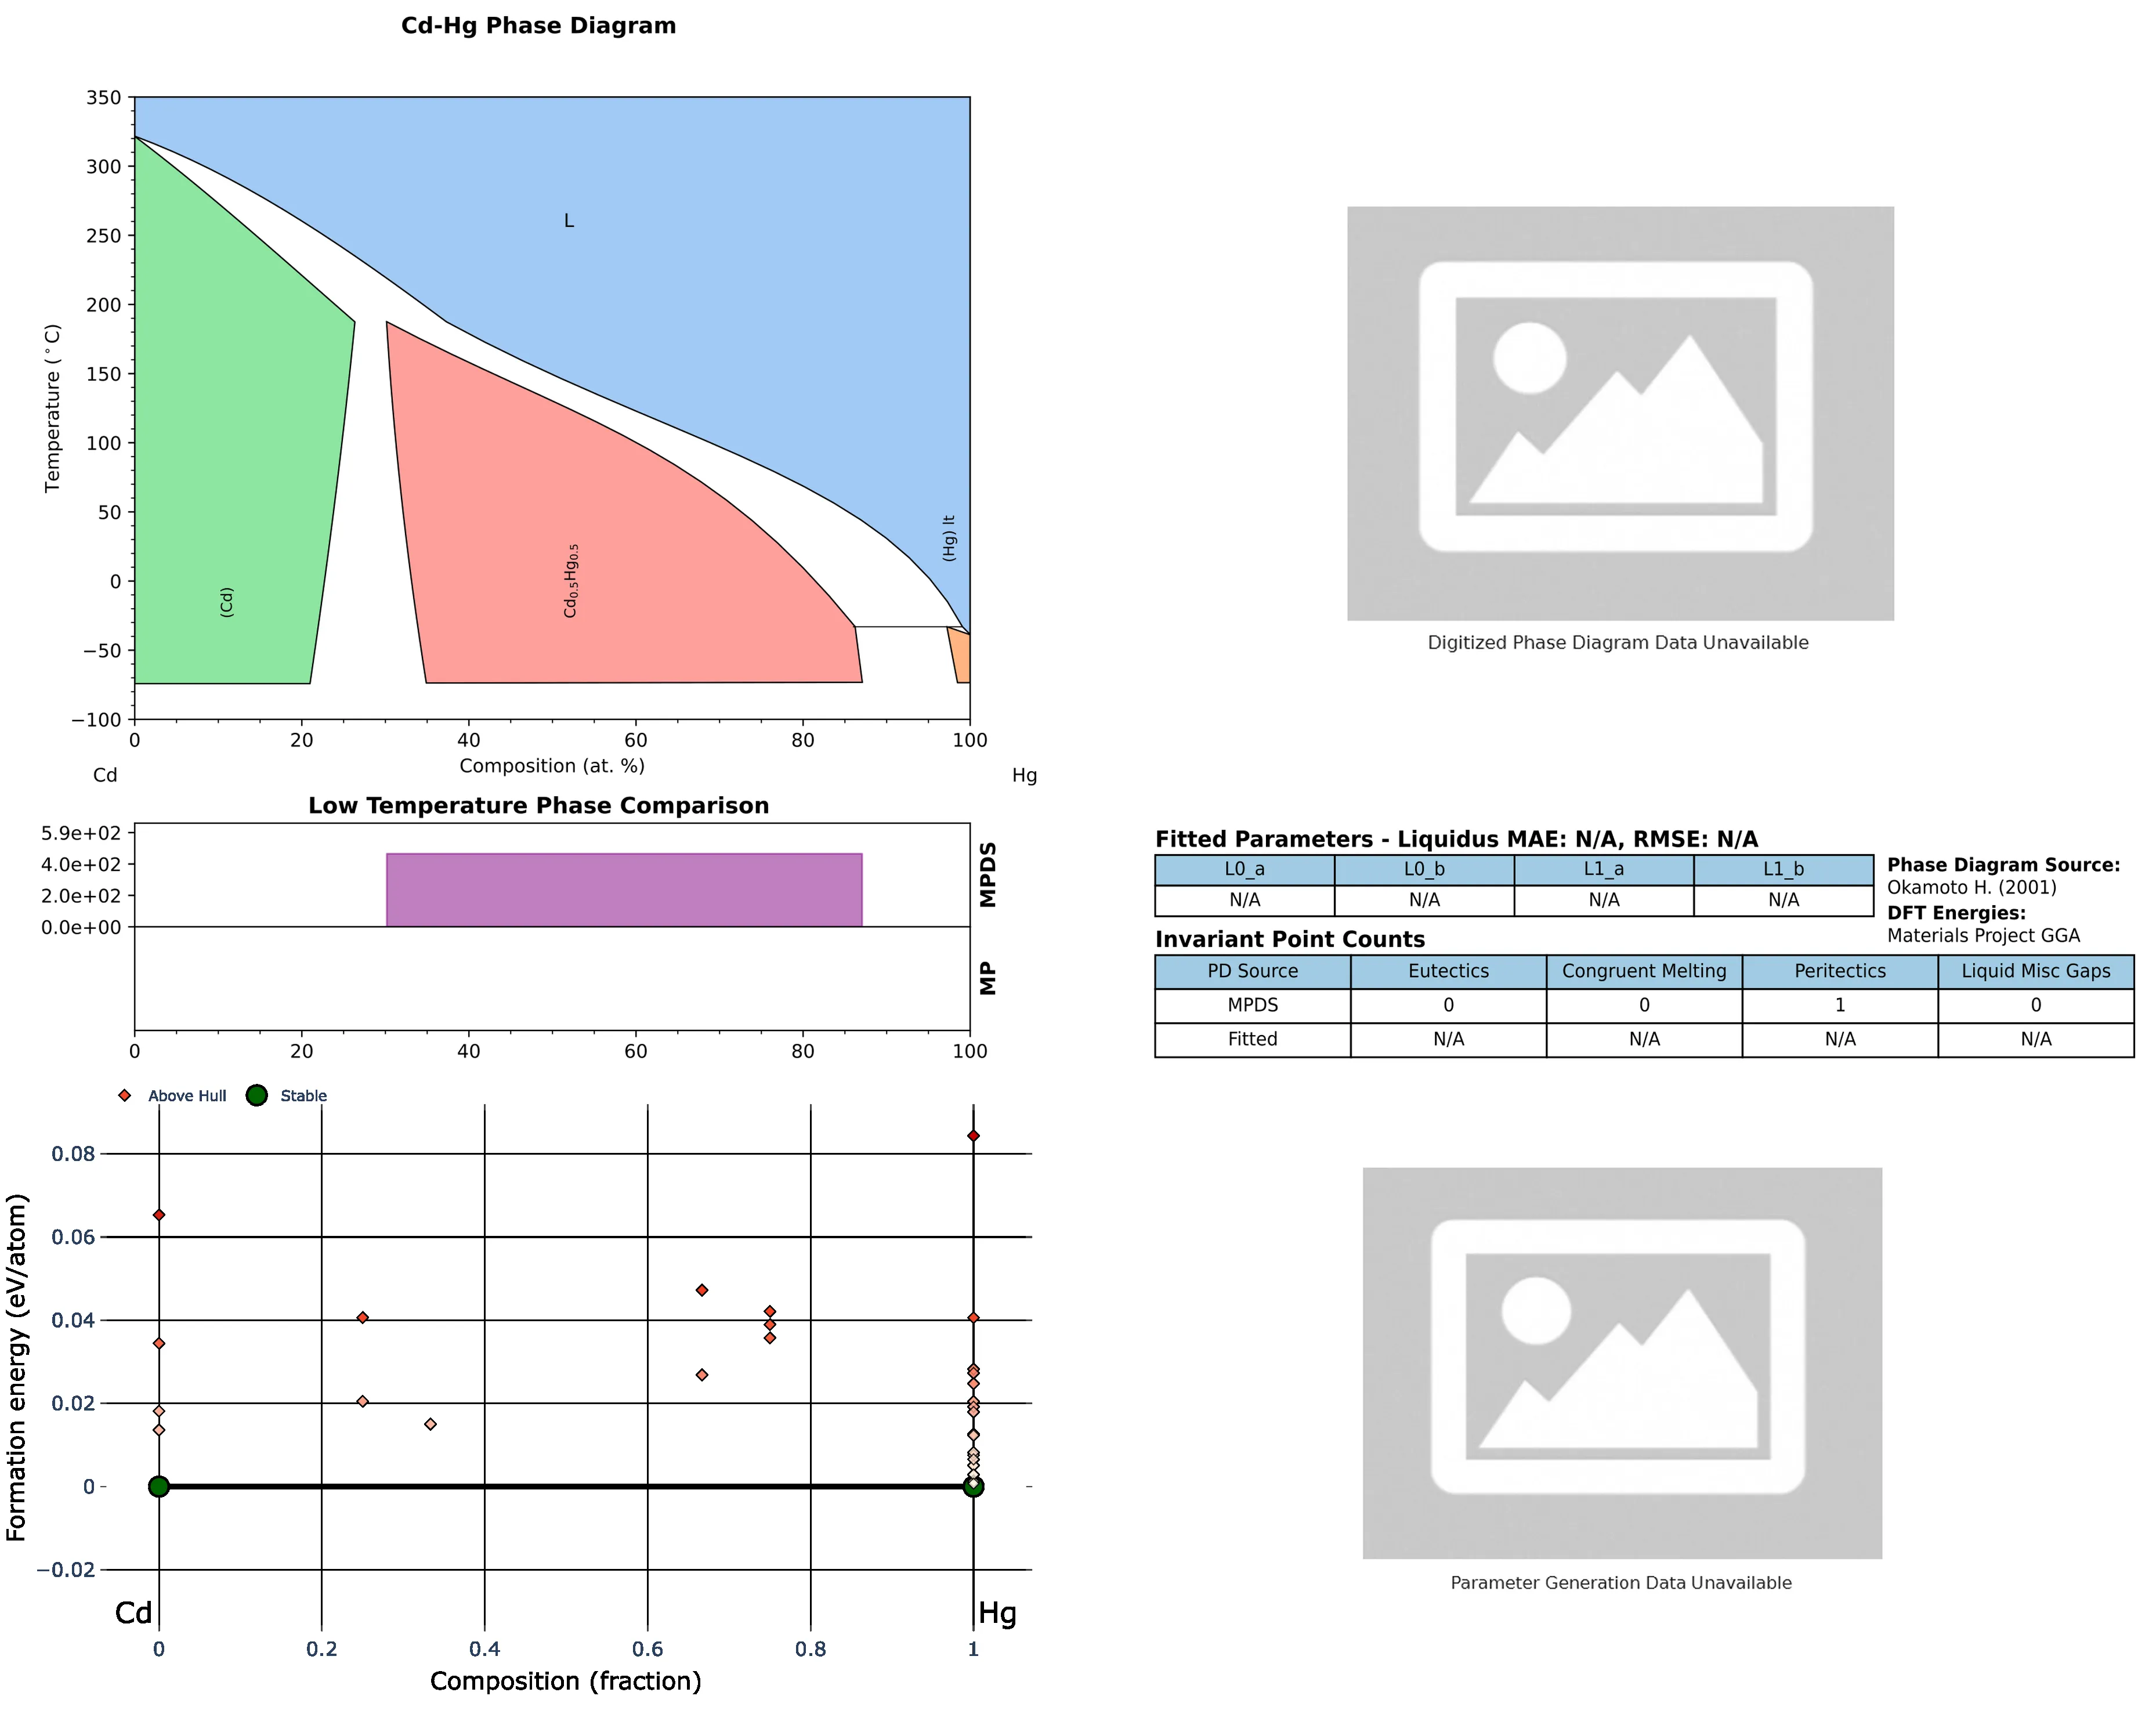 Cd-Hg Phase Diagram
350
300
250
200
150
100
50
0
−50
−100
Temperature (°C)
L
(Cd)
Cd0.5Hg0.5
(Hg) lt
0 20 40 60 80 100
Composition (at. %)
Cd Hg
Digitized Phase Diagram Data Unavailable
Low Temperature Phase Comparison
5.9e+02
4.0e+02
2.0e+02
0.0e+00
MPDS
MP
0 20 40 60 80 100
Fitted Parameters - Liquidus MAE: N/A, RMSE: N/A
L0_a L0_b L1_a L1_b
N/A N/A N/A N/A
Phase Diagram Source:
Okamoto H. (2001)
DFT Energies:
Materials Project GGA
Invariant Point Counts
PD Source Eutectics Congruent Melting Peritectics Liquid Misc Gaps
MPDS 0 0 1 0
Fitted N/A N/A N/A N/A
Above Hull Stable
0.08
0.06
0.04
0.02
0
−0.02
Formation energy (eV/atom)
Cd Hg
0 0.2 0.4 0.6 0.8 1
Composition (fraction)
Parameter Generation Data Unavailable